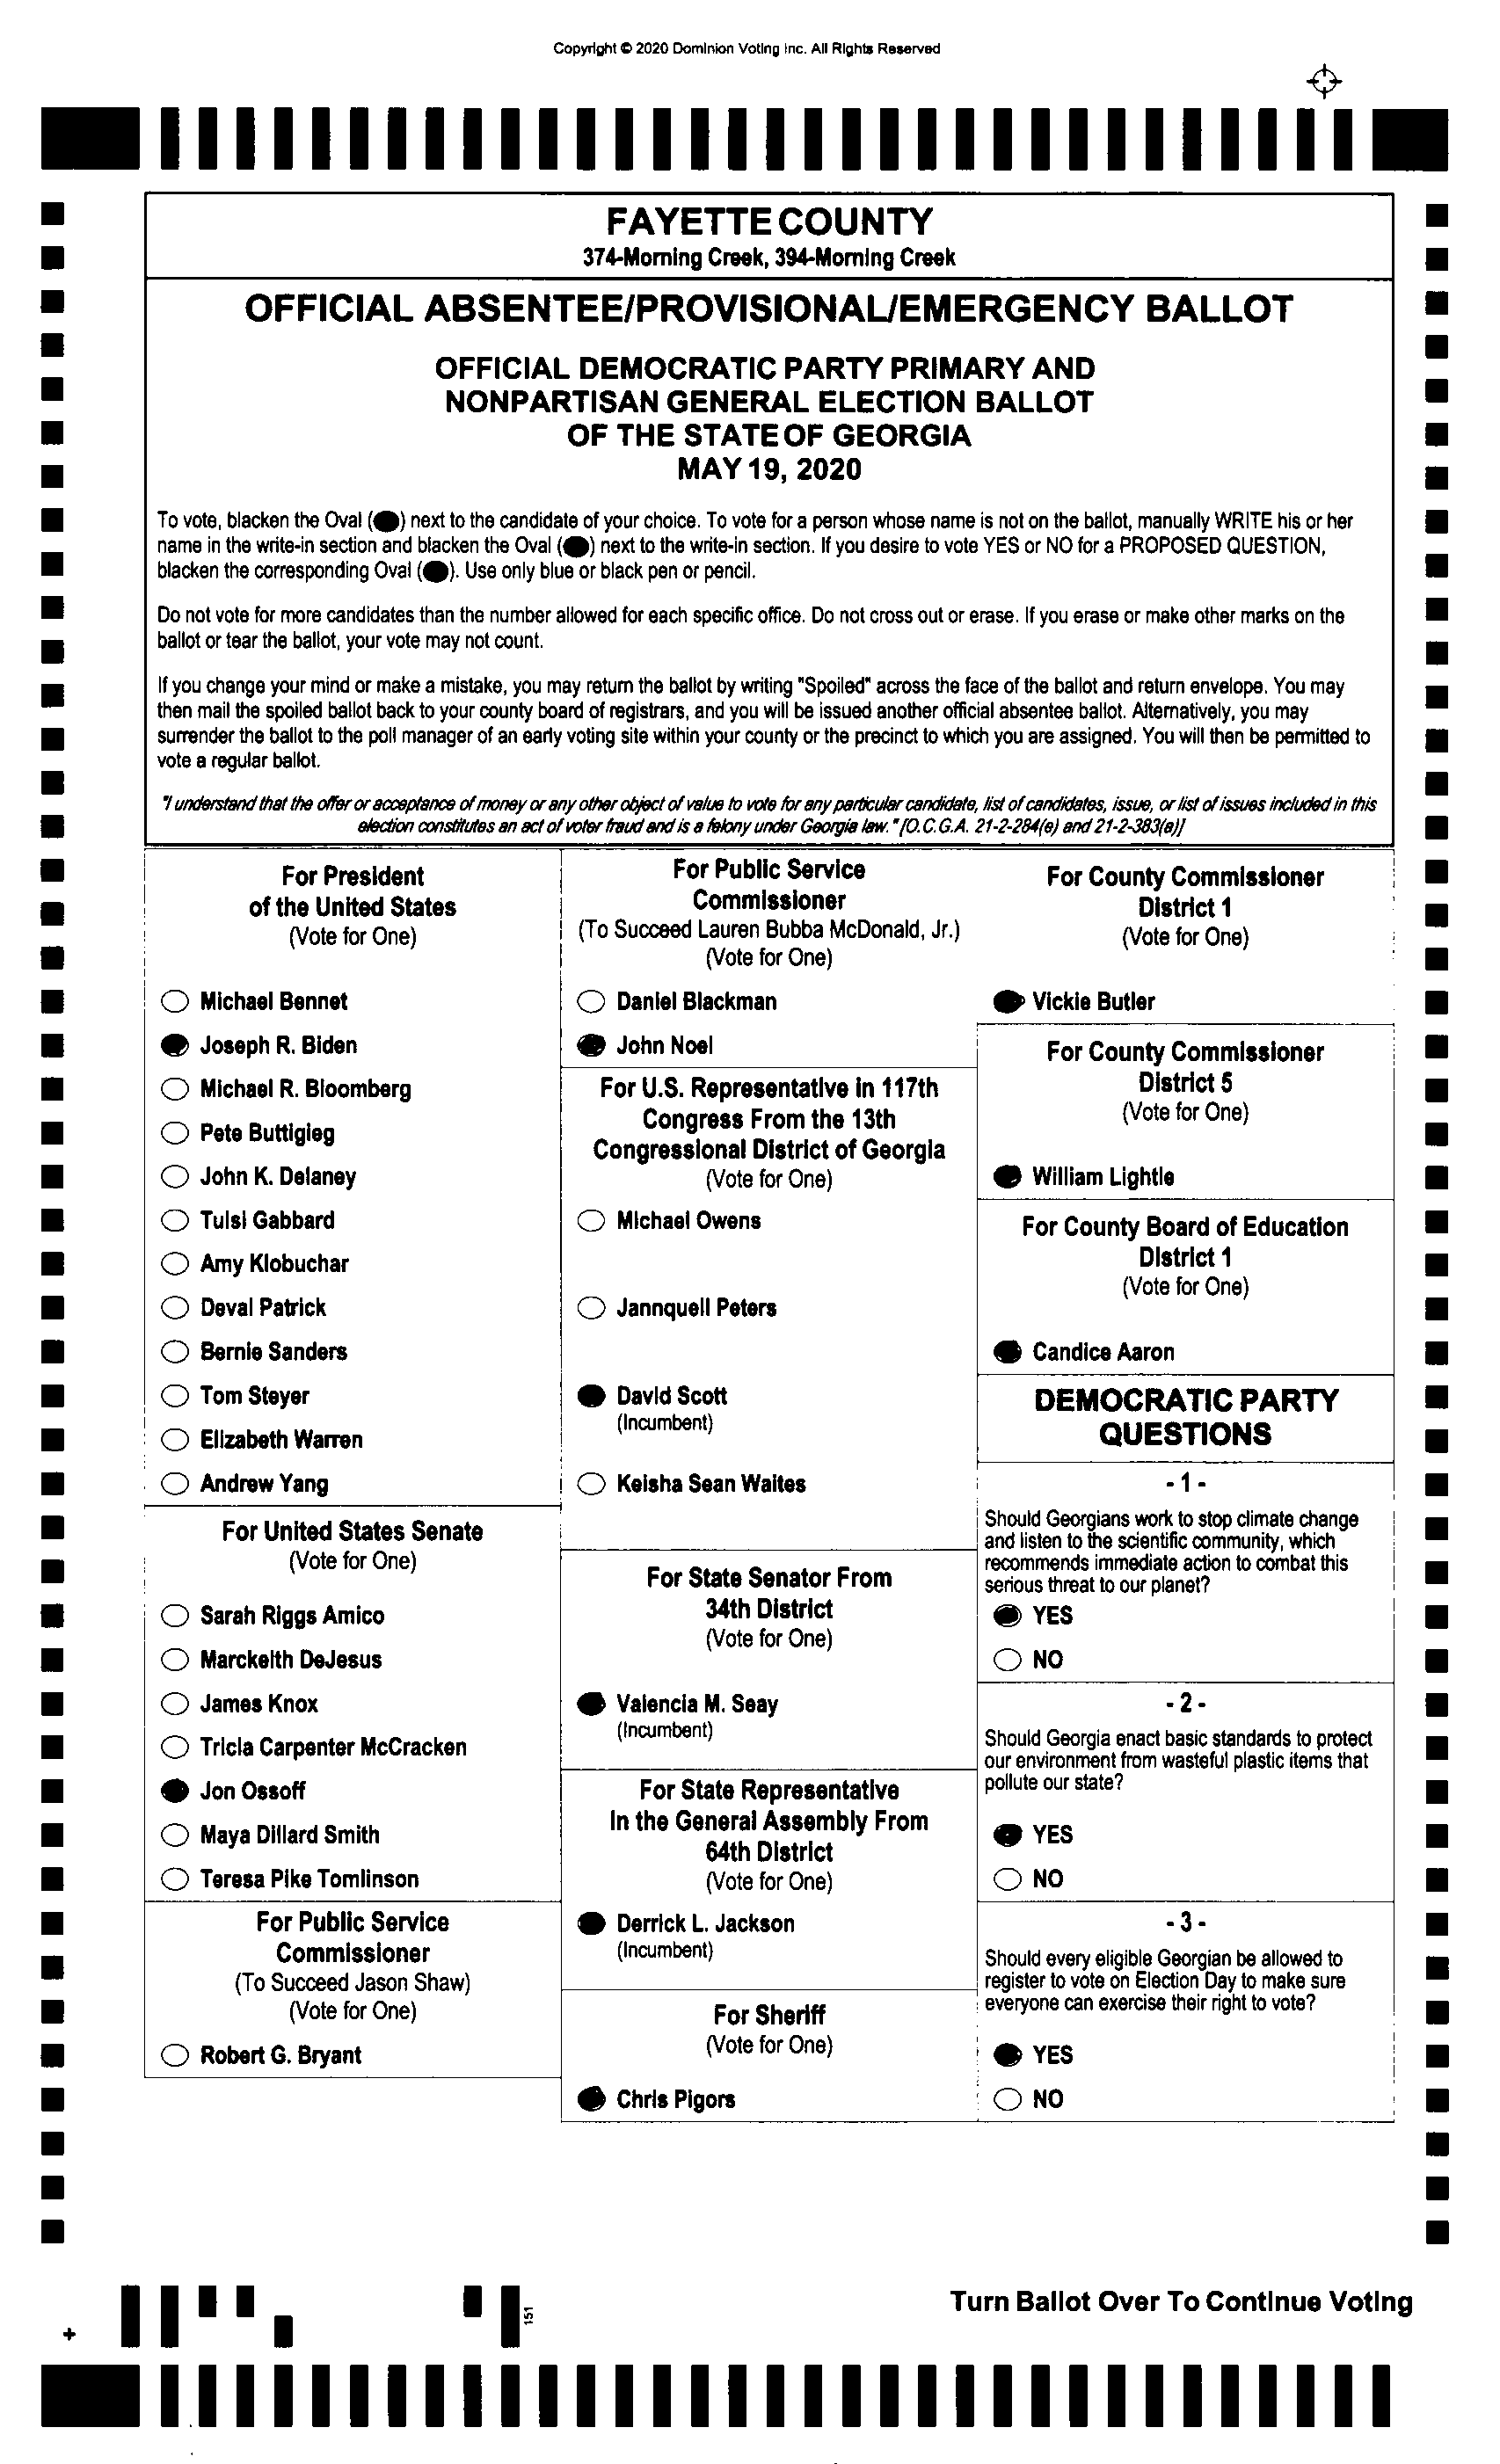 Copyright © 2020 Dominion Voting Inc. All Rights Reserved
FAYETTE COUNTY
374-Morning Creek, 394-Morning Creek
OFFICIAL ABSENTEE/PROVISIONAL/EMERGENCY BALLOT
OFFICIAL DEMOCRATIC PARTY PRIMARY AND
NONPARTISAN GENERAL ELECTION BALLOT
OF THE STATE OF GEORGIA
MAY 19, 2020
To vote, blacken the Oval ( ) next to the candidate of your choice. To vote for a person whose name is not on the ballot, manually WRITE his or her
name in the write-in section and blacken the Oval ( ) next to the write-in section. If you desire to vote YES or NO for a PROPOSED QUESTION,
blacken the corresponding Oval ( ). Use only blue or black pen or pencil.
Do not vote for more candidates than the number allowed for each specific office. Do not cross out or erase. If you erase or make other marks on the
ballot or tear the ballot, your vote may not count.
If you change your mind or make a mistake, you may return the ballot by writing "Spoiled" across the face of the ballot and return envelope. You may
then mail the spoiled ballot back to your county board of registrars, and you will be issued another official absentee ballot. Alternatively, you may
surrender the ballot to the poll manager of an early voting site within your county or the precinct to which you are assigned. You will then be permitted to
vote a regular ballot.
"I understand that the offer or acceptance of money or any other object of value to vote for any particular candidate, list of candidates, issue, or list of issues included in this
election constitutes an act of voter fraud and is a felony under Georgia law." [O.C.G.A. 21-2-284(e) and 21-2-383(a)]
For President
of the United States
(Vote for One)
Michael Bennet
Joseph R. Biden
Michael R. Bloomberg
Pete Buttigieg
John K. Delaney
Tulsi Gabbard
Amy Klobuchar
Deval Patrick
Bernie Sanders
Tom Steyer
Elizabeth Warren
Andrew Yang
For United States Senate
(Vote for One)
Sarah Riggs Amico
Marckeith DeJesus
James Knox
Tricia Carpenter McCracken
Jon Ossoff
Maya Dillard Smith
Teresa Pike Tomlinson
For Public Service
Commissioner
(To Succeed Jason Shaw)
(Vote for One)
Robert G. Bryant
For Public Service
Commissioner
(To Succeed Lauren Bubba McDonald, Jr.)
(Vote for One)
Daniel Blackman
John Noel
For U.S. Representative in 117th
Congress From the 13th
Congressional District of Georgia
(Vote for One)
Michael Owens
Jannquell Peters
David Scott
(Incumbent)
Keisha Sean Waites
For State Senator From
34th District
(Vote for One)
Valencia M. Seay
(Incumbent)
For State Representative
In the General Assembly From
64th District
(Vote for One)
Derrick L. Jackson
(Incumbent)
For Sheriff
(Vote for One)
Chris Pigors
For County Commissioner
District 1
(Vote for One)
Vickie Butler
For County Commissioner
District 5
(Vote for One)
William Lightle
For County Board of Education
District 1
(Vote for One)
Candice Aaron
DEMOCRATIC PARTY
QUESTIONS
- 1 -
Should Georgians work to stop climate change
and listen to the scientific community, which
recommends immediate action to combat this
serious threat to our planet?
YES
NO
- 2 -
Should Georgia enact basic standards to protect
our environment from wasteful plastic items that
pollute our state?
YES
NO
- 3 -
Should every eligible Georgian be allowed to
register to vote on Election Day to make sure
everyone can exercise their right to vote?
YES
NO
151
Turn Ballot Over To Continue Voting
+